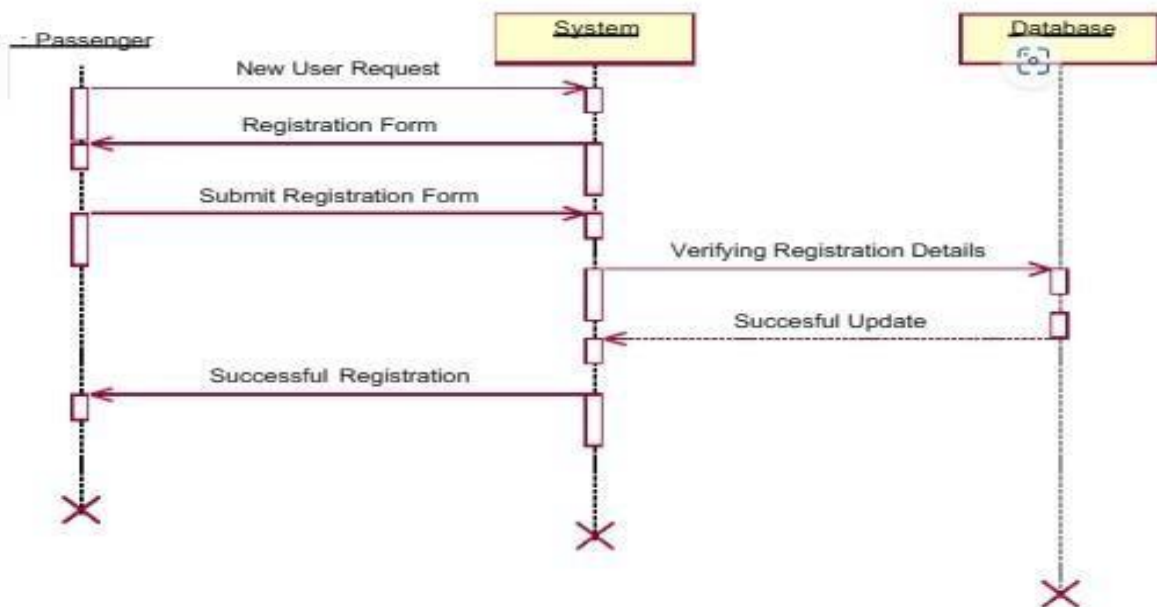 : Passenger
System
Database
New User Request
Registration Form
Submit Registration Form
Verifying Registration Details
Succesful Update
Successful Registration